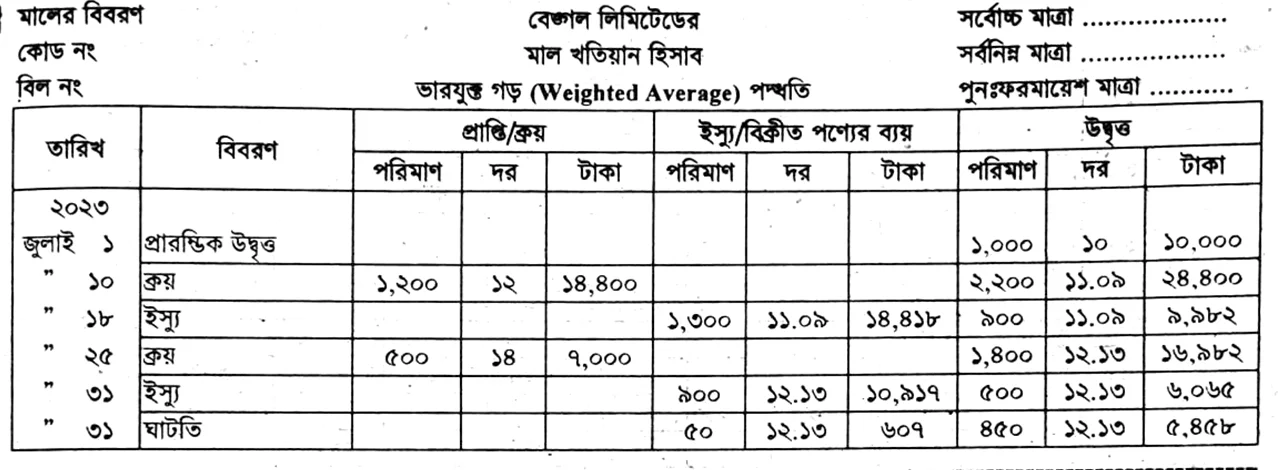 মালের বিবরণ বেঙ্গল লিমিটেডের সর্বোচ্চ মাত্রা ....................
কোড নং মাল খতিয়ান হিসাব সর্বনিম্ন মাত্রা ....................
বিল নং ভারযুক্ত গড় (Weighted Average) পদ্ধতি পুনঃফরমায়েশ মাত্রা ............
তারিখ বিবরণ প্রাপ্তি/ক্রয় ইস্যু/বিক্রীত পণ্যের ব্যয় উদ্বৃত্ত
পরিমাণ দর টাকা পরিমাণ দর টাকা পরিমাণ দর টাকা
২০২৩
জুলাই ১ প্রারম্ভিক উদ্বৃত্ত ১,০০০ ১০ ১০,০০০
" ১০ ক্রয় ১,২০০ ১২ ১৪,৪০০ ২,২০০ ১১.০৯ ২৪,৪০০
" ১৮ ইস্যু ১,৩০০ ১১.০৯ ১৪,৪১৮ ৯০০ ১১.০৯ ৯,৯৮২
" ২৫ ক্রয় ৫০০ ১৪ ৭,০০০ ১,৪০০ ১২.১৩ ১৬,৯৮২
" ৩১ ইস্যু ৯০০ ১২.১৩ ১০,৯১৭ ৫০০ ১২.১৩ ৬,০৬৫
" ৩১ ঘাটতি ৫০ ১২.১৩ ৬০৭ ৪৫০ ১২.১৩ ৫,৪৫৮